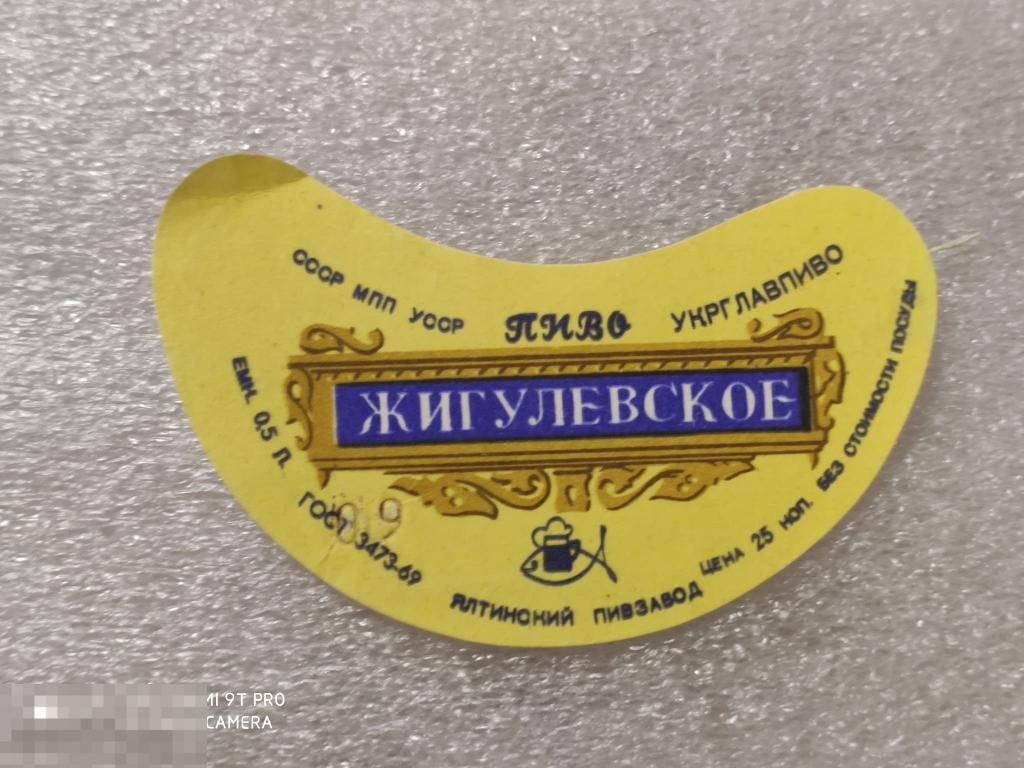 СССР МПП УССР
ПИВО
УКРГЛАВПИВО
ЖИГУЛЕВСКОЕ
ЕМК. 0,5 Л.
ГОСТ 3473-69
ЯЛТИНСКИЙ ПИВЗАВОД
ЦЕНА 25 КОП. БЕЗ СТОИМОСТИ ПОСУДЫ
9T PRO
CAMERA